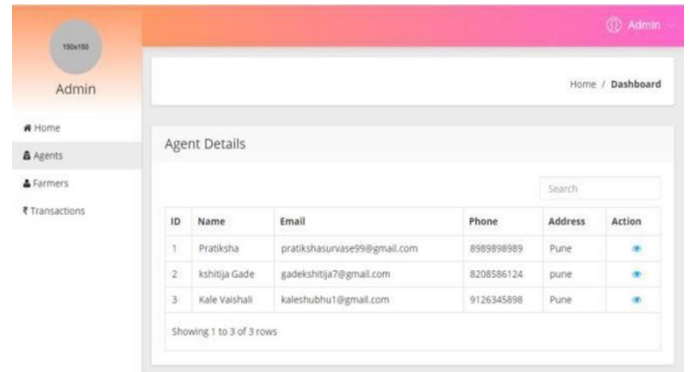 Admin
150x150
Admin
Home / Dashboard
Home
Agents
Farmers
₹ Transactions
Agent Details
Search
ID Name Email Phone Address Action
1 Pratiksha pratikshasurvase99@gmail.com 8989898989 Pune
2 kshitija Gade gadekshitija7@gmail.com 8208586124 pune
3 Kale Vaishali kaleshubhu1@gmail.com 9126345898 Pune
Showing 1 to 3 of 3 rows